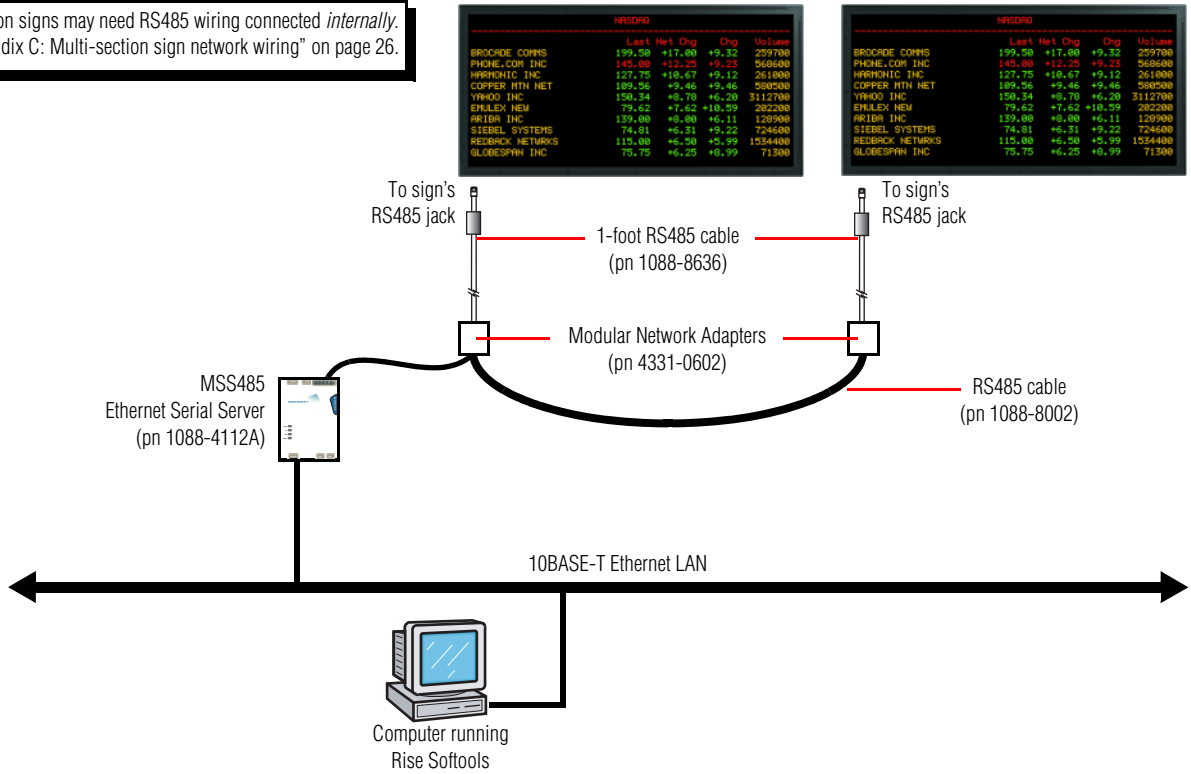 on signs may need RS485 wiring connected internally.
dix C: Multi-section sign network wiring” on page 26.
NASDAQ
Last Net Chg Chg Volume
BROCADE COMMS 199.50 +17.00 +9.32 259700
PHONE.COM INC 145.00 +12.25 +9.23 568600
HARMONIC INC 127.75 +10.67 +9.12 261000
COPPER MTN NET 109.56 +9.46 +9.46 580500
YAHOO INC 150.34 +8.78 +6.20 3112700
EMULEX NEW 79.62 +7.62 +10.59 202200
ARIBA INC 139.00 +8.00 +6.11 128900
SIEBEL SYSTEMS 74.81 +6.31 +9.22 724600
REDBACK NETWRKS 115.00 +6.50 +5.99 1534400
GLOBESPAN INC 75.75 +6.25 +8.99 71300
NASDAQ
Last Net Chg Chg Volume
BROCADE COMMS 199.50 +17.00 +9.32 259700
PHONE.COM INC 145.00 +12.25 +9.23 568600
HARMONIC INC 127.75 +10.67 +9.12 261000
COPPER MTN NET 109.56 +9.46 +9.46 580500
YAHOO INC 150.34 +8.78 +6.20 3112700
EMULEX NEW 79.62 +7.62 +10.59 202200
ARIBA INC 139.00 +8.00 +6.11 128900
SIEBEL SYSTEMS 74.81 +6.31 +9.22 724600
REDBACK NETWRKS 115.00 +6.50 +5.99 1534400
GLOBESPAN INC 75.75 +6.25 +8.99 71300
To sign’s
RS485 jack
To sign’s
RS485 jack
1-foot RS485 cable
(pn 1088-8636)
Modular Network Adapters
(pn 4331-0602)
MSS485
Ethernet Serial Server
(pn 1088-4112A)
RS485 cable
(pn 1088-8002)
10BASE-T Ethernet LAN
Computer running
Rise Softools